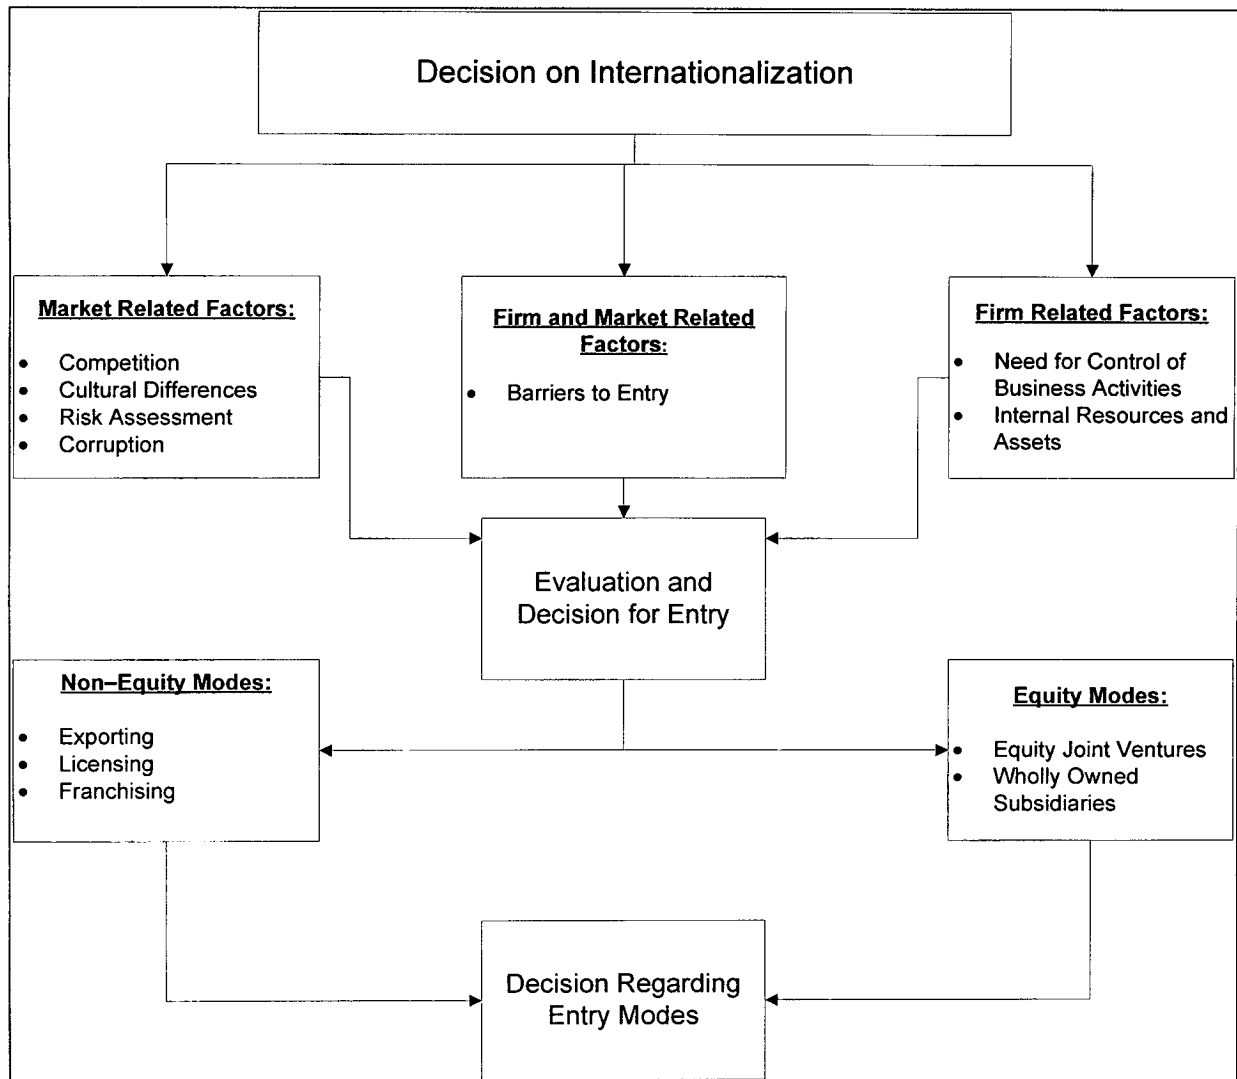 Decision on Internationalization
Market Related Factors:
• Competition
• Cultural Differences
• Risk Assessment
• Corruption
Firm and Market Related
Factors:
• Barriers to Entry
Firm Related Factors:
• Need for Control of
Business Activities
• Internal Resources and
Assets
Evaluation and
Decision for Entry
Non–Equity Modes:
• Exporting
• Licensing
• Franchising
Equity Modes:
• Equity Joint Ventures
• Wholly Owned
Subsidiaries
Decision Regarding
Entry Modes